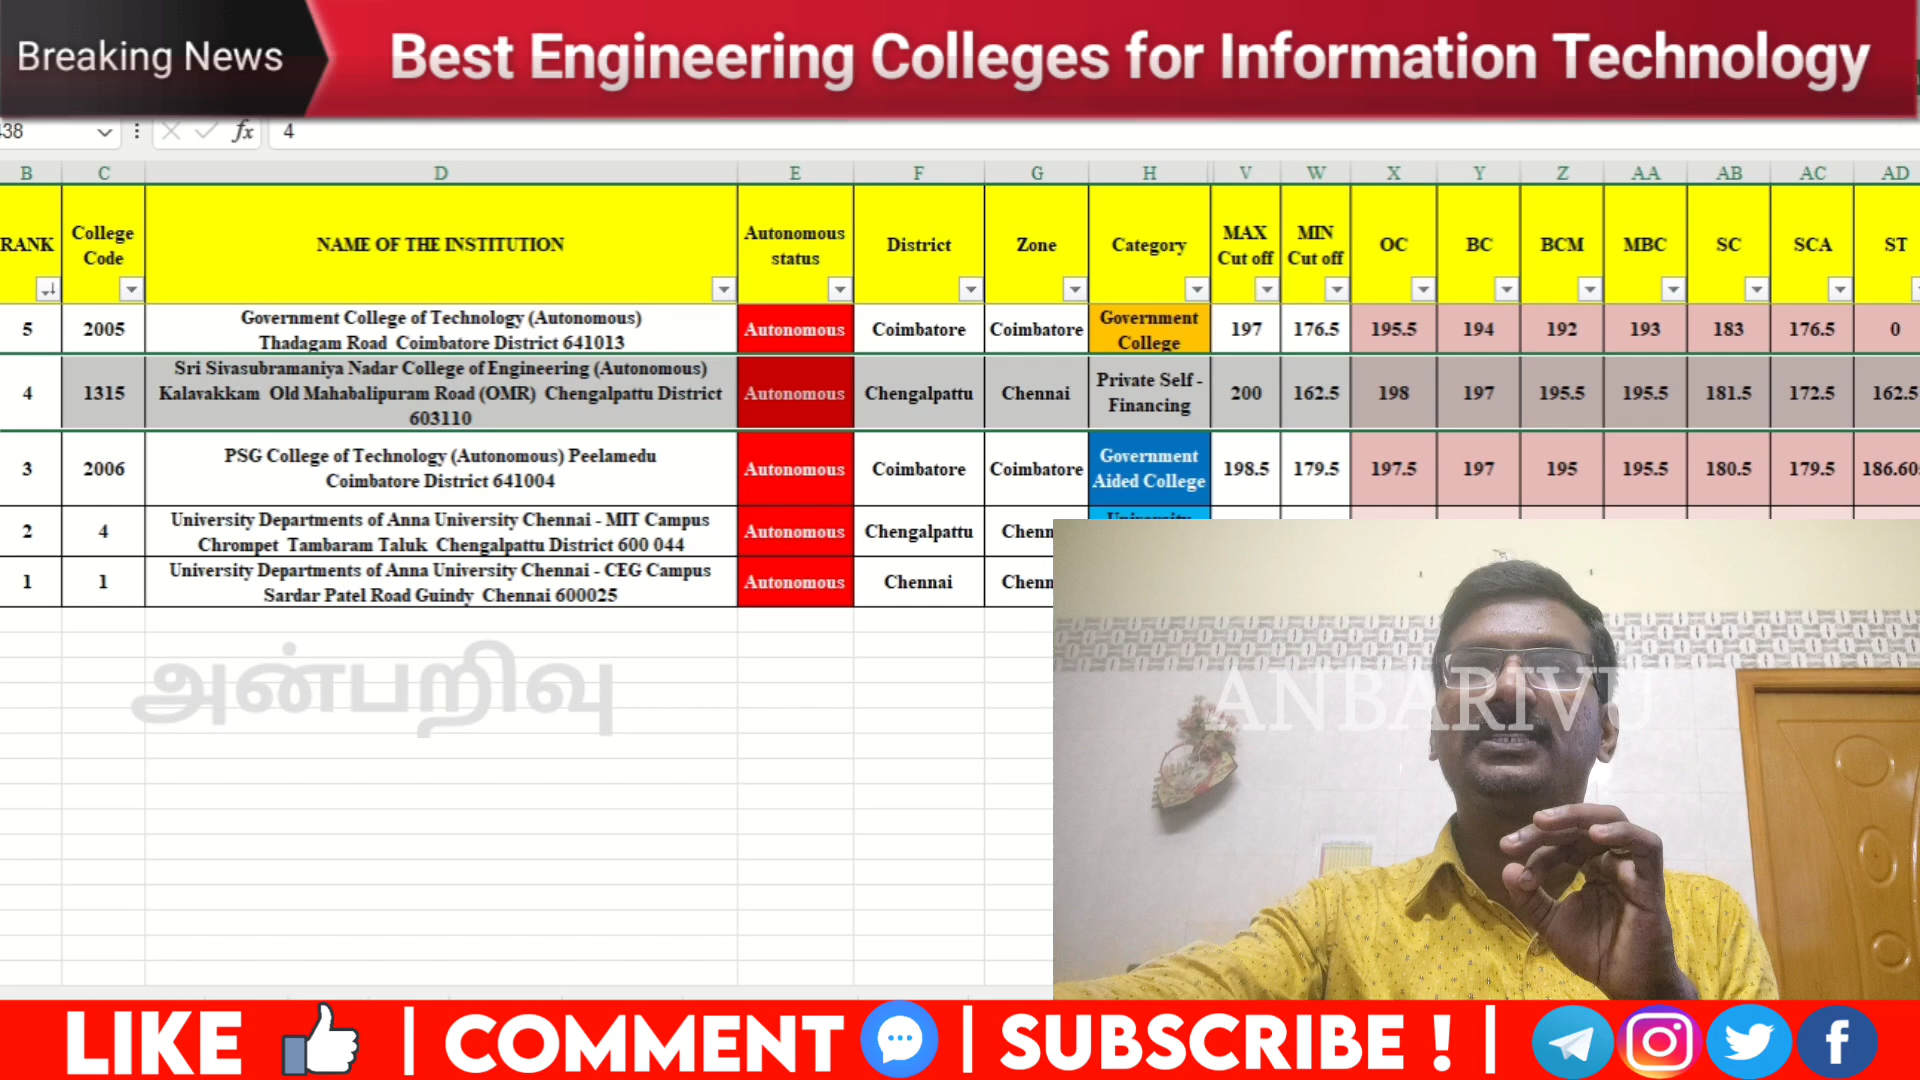 Breaking News
Best Engineering Colleges for Information Technology
fx 4
B C D E F G H V W X Y Z AA AB AC AD
RANK College Code NAME OF THE INSTITUTION Autonomous status District Zone Category MAX Cut off MIN Cut off OC BC BCM MBC SC SCA ST
5 2005 Government College of Technology (Autonomous) Thadagam Road Coimbatore District 641013 Autonomous Coimbatore Coimbatore Government College 197 176.5 195.5 194 192 193 183 176.5 0
4 1315 Sri Sivasubramaniya Nadar College of Engineering (Autonomous) Kalavakkam Old Mahabalipuram Road (OMR) Chengalpattu District 603110 Autonomous Chengalpattu Chennai Private Self - Financing 200 162.5 198 197 195.5 195.5 181.5 172.5 162.5
3 2006 PSG College of Technology (Autonomous) Peelamedu Coimbatore District 641004 Autonomous Coimbatore Coimbatore Government Aided College 198.5 179.5 197.5 197 195 195.5 180.5 179.5 186.60
2 4 University Departments of Anna University Chennai - MIT Campus Chrompet Tambaram Taluk Chengalpattu District 600 044 Autonomous Chengalpattu
1 1 University Departments of Anna University Chennai - CEG Campus Sardar Patel Road Guindy Chennai 600025 Autonomous Chennai
அன்பறிவு
ANBARIVU
LIKE | COMMENT | SUBSCRIBE ! |